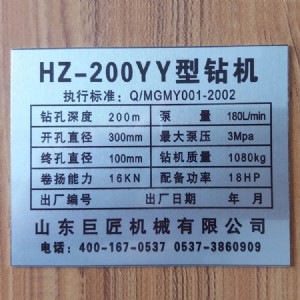 HZ-200YY型钻机
执行标准：Q/MGMY001-2002
钻孔深度 200m 泵量 180L/min
开孔直径 300mm 最大泵压 3Mpa
终孔直径 100mm 钻机质量 1080kg
卷扬能力 16KN 配备功率 18HP
出厂编号 出厂日期 年 月
山东巨匠机械有限公司
电话：400-167-0537 0537-3860909